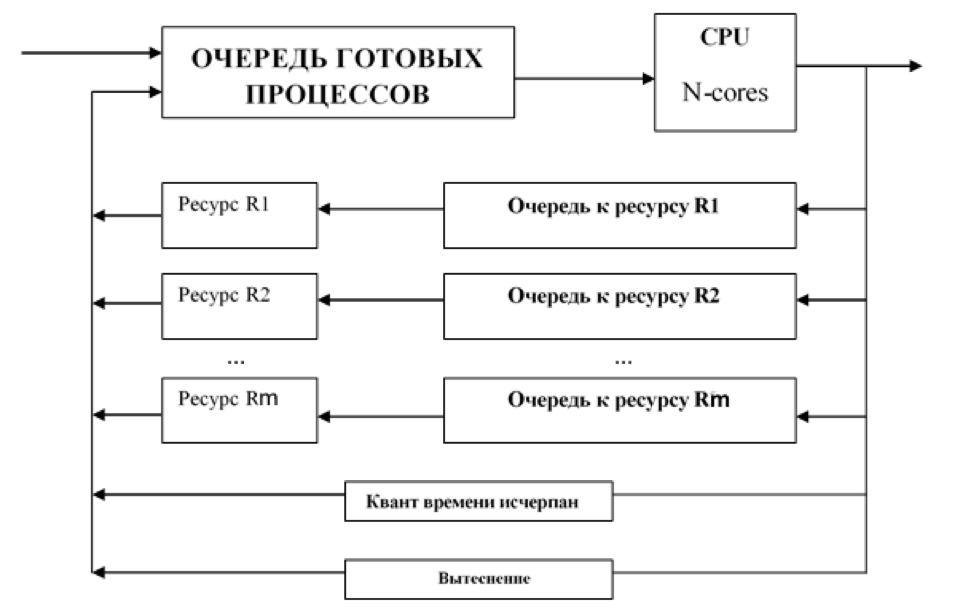 ОЧЕРЕДЬ ГОТОВЫХ
ПРОЦЕССОВ
CPU
N-cores
Ресурс R1
Очередь к ресурсу R1
Ресурс R2
Очередь к ресурсу R2
...
...
Ресурс Rm
Очередь к ресурсу Rm
Квант времени исчерпан
Вытеснение